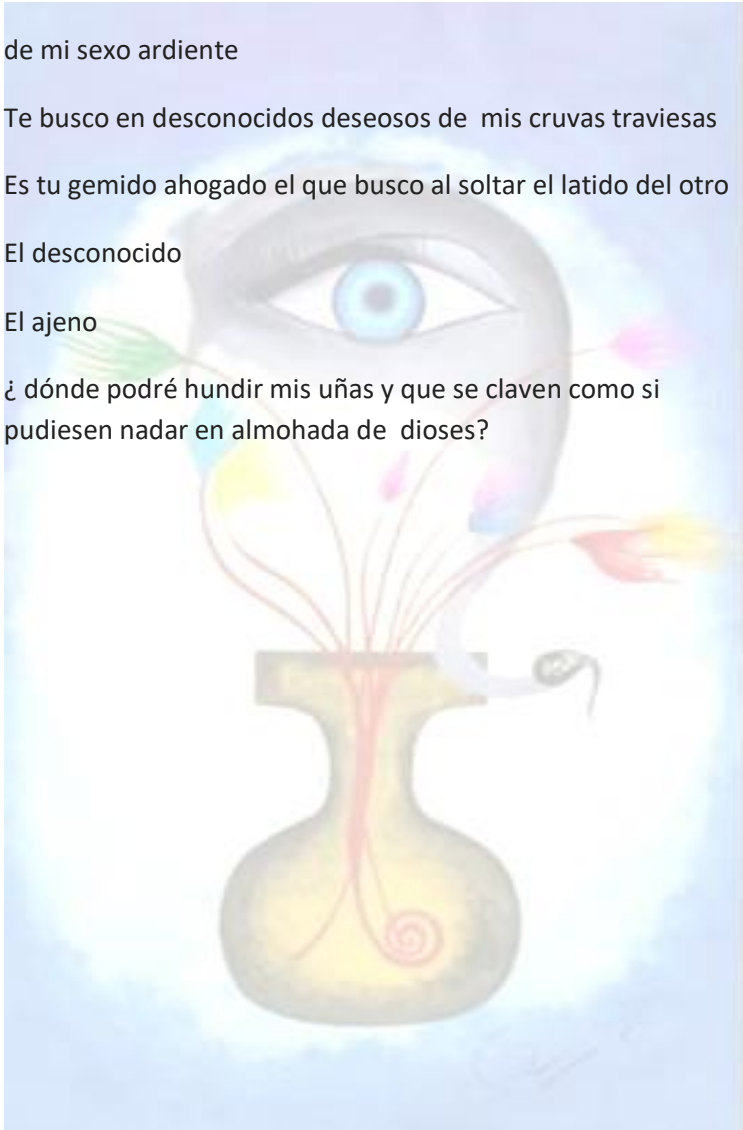 de mi sexo ardiente
Te busco en desconocidos deseosos de  mis cruvas traviesas
Es tu gemido ahogado el que busco al soltar el latido del otro
El desconocido
El ajeno
¿ dónde podré hundir mis uñas y que se claven como si
pudiesen nadar en almohada de  dioses?